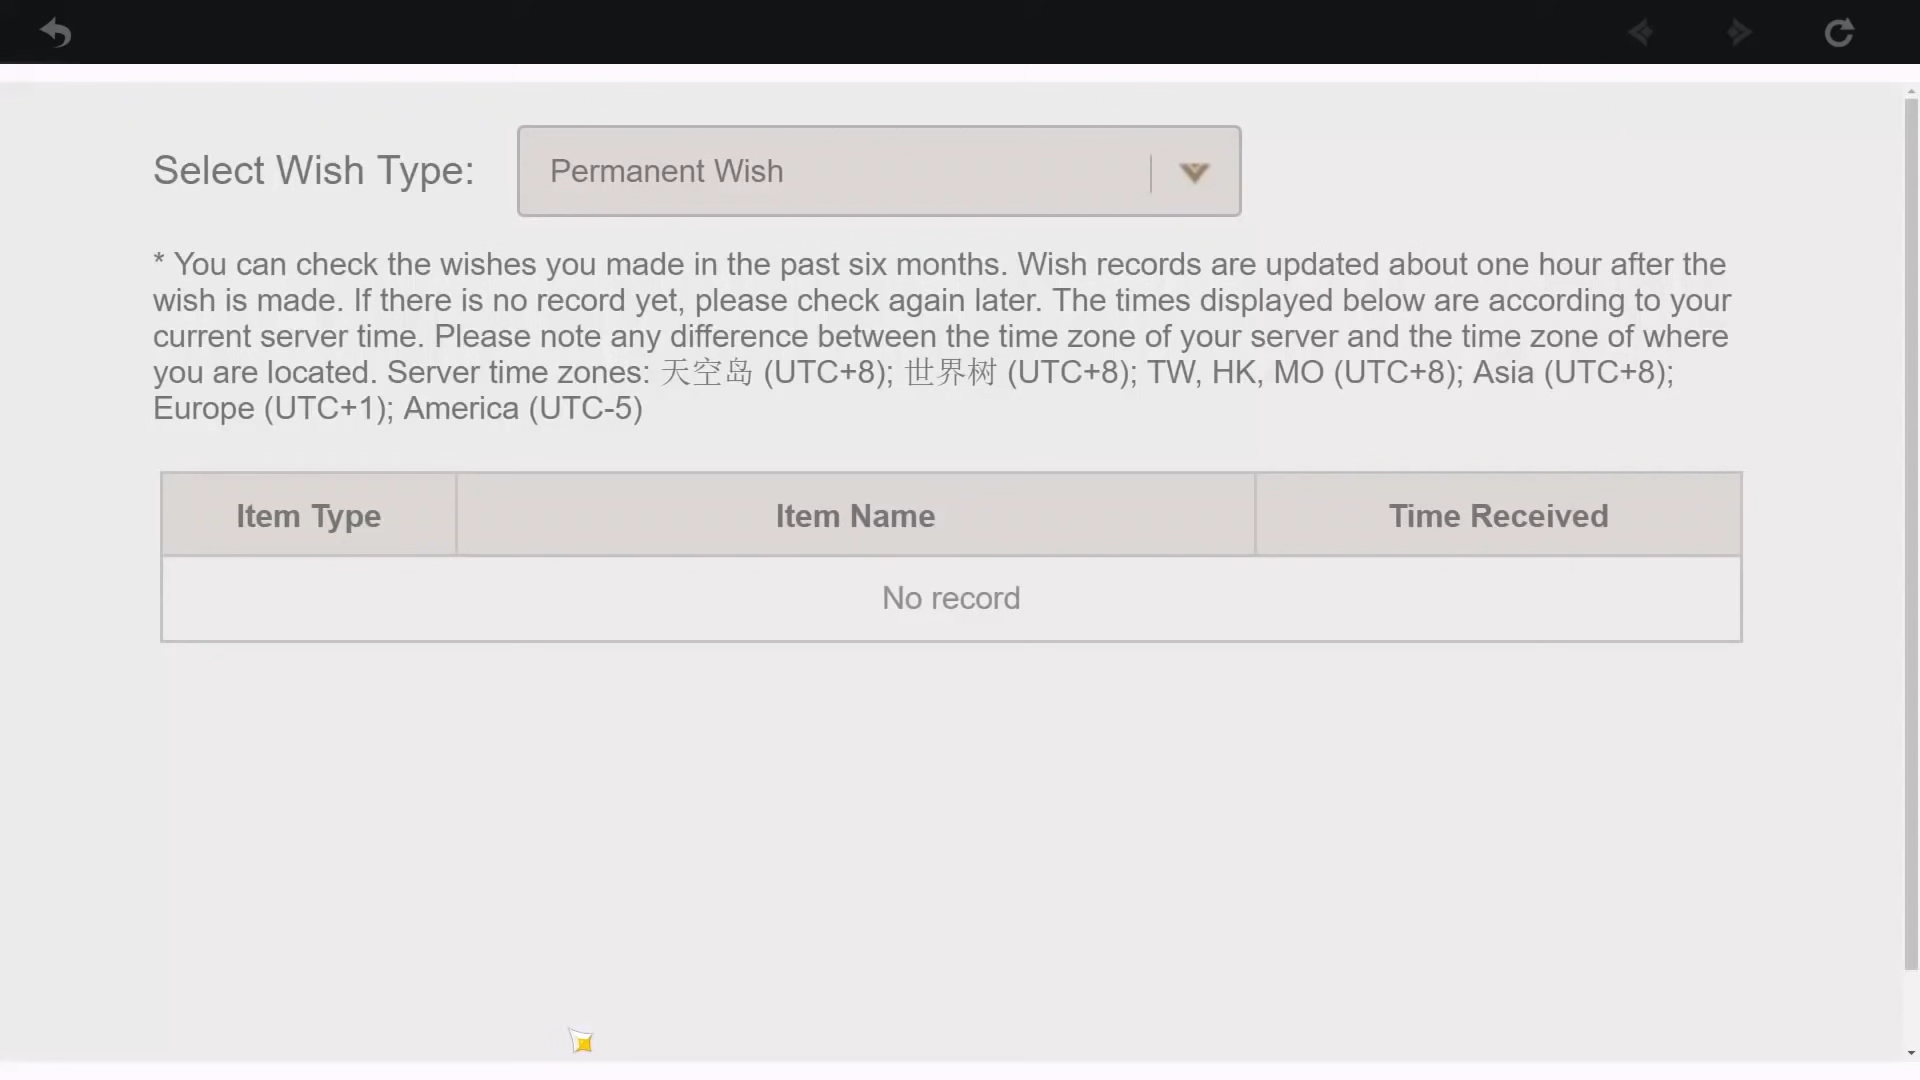 Select Wish Type:
Permanent Wish
* You can check the wishes you made in the past six months. Wish records are updated about one hour after the
wish is made. If there is no record yet, please check again later. The times displayed below are according to your
current server time. Please note any difference between the time zone of your server and the time zone of where
you are located. Server time zones: 天空岛 (UTC+8); 世界树 (UTC+8); TW, HK, MO (UTC+8); Asia (UTC+8);
Europe (UTC+1); America (UTC-5)
Item Type Item Name Time Received
No record